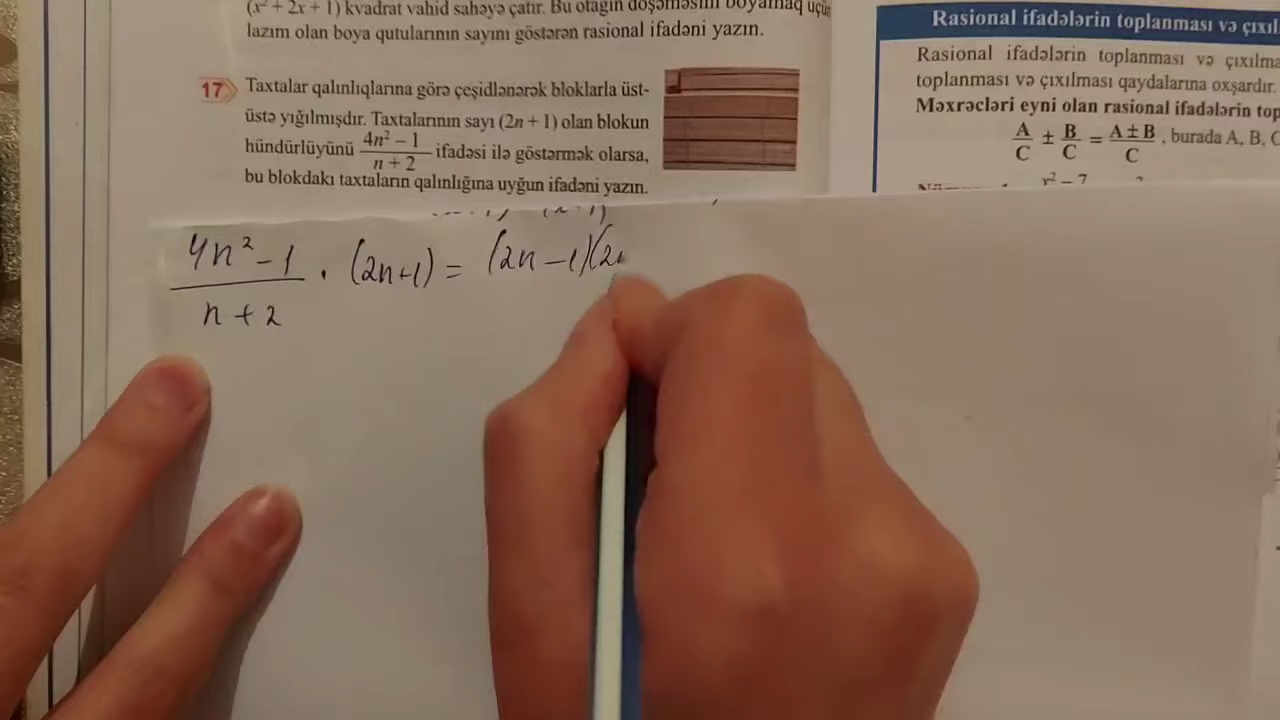 (x² + 2x + 1) kvadrat vahid sahəyə çatır. Bu otağın döşəməsini boyamaq üçün
lazım olan boya qutularının sayını göstərən rasional ifadəni yazın.
17 Taxtalar qalınlıqlarına görə çeşidlənərək bloklarla üst-
üstə yığılmışdır. Taxtalarının sayı (2n + 1) olan blokun
hündürlüyünü (4n² − 1)/(n + 2) ifadəsi ilə göstərmək olarsa,
bu blokdakı taxtaların qalınlığına uyğun ifadəni yazın.
Rasional ifadələrin toplanması və çıxıl
Rasional ifadələrin toplanması və çıxılma
toplanması və çıxılması qaydalarına oxşardır.
Məxrəcləri eyni olan rasional ifadələrin top
A/C ± B/C = (A ± B)/C , burada A, B, C
x² − 7
(4n² − 1)/(n + 2) · (2n+1) = (2n − 1)(2n